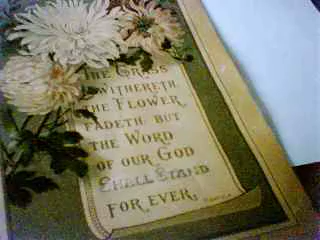 THE GRASS
WITHERETH
THE FLOWER
FADETH: BUT
THE WORD
OF OUR GOD
SHALL STAND
FOR EVER.